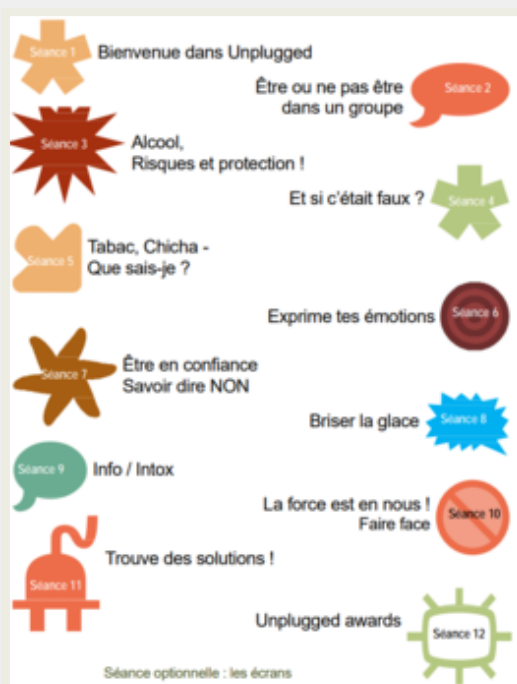 Séance 1
Bienvenue dans Unplugged
Être ou ne pas être
dans un groupe
Séance 2
Séance 3
Alcool,
Risques et protection !
Et si c'était faux ?
Séance 4
Séance 5
Tabac, Chicha -
Que sais-je ?
Exprime tes émotions
Séance 6
Séance 7
Être en confiance
Savoir dire NON
Briser la glace
Séance 8
Séance 9
Info / Intox
La force est en nous !
Faire face
Séance 10
Séance 11
Trouve des solutions !
Unplugged awards
Séance 12
Séance optionnelle : les écrans